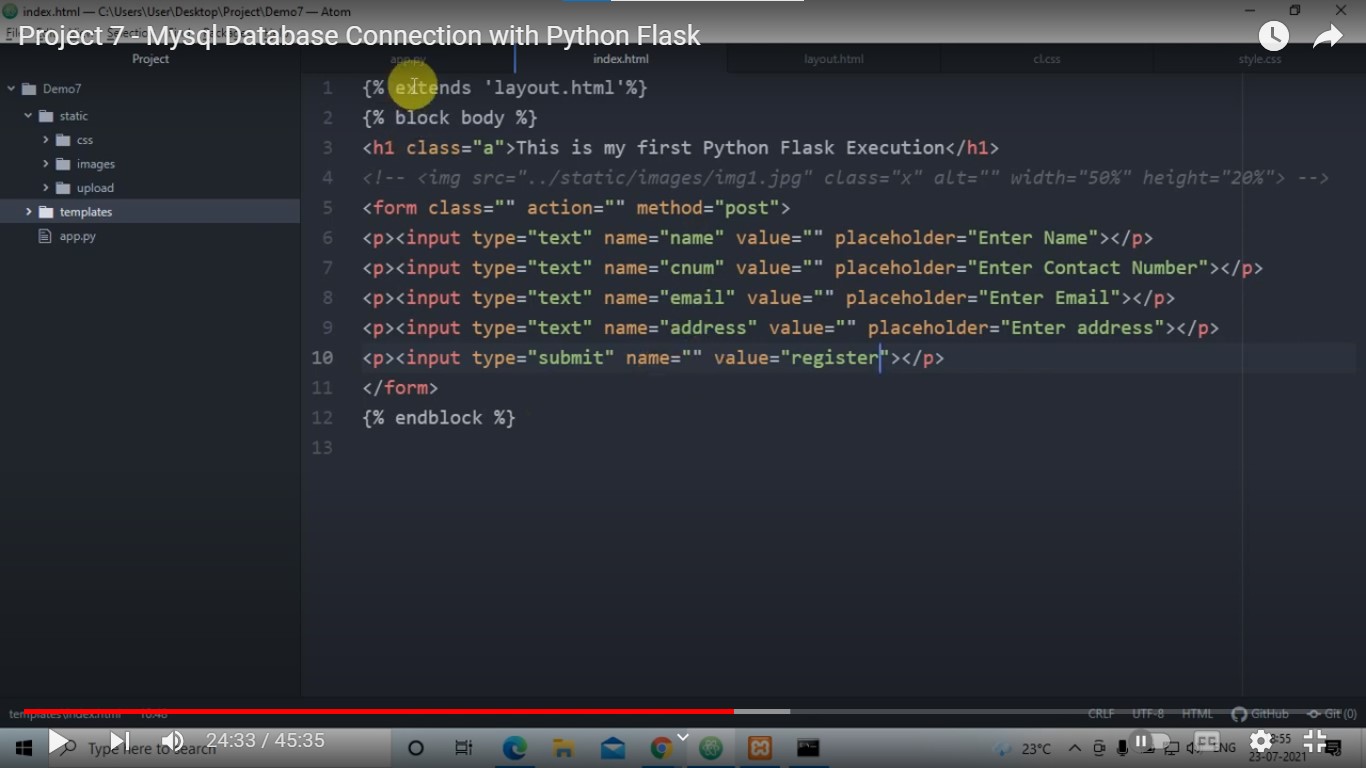 index.html — C:\Users\User\Desktop\Project\Demo7 — Atom
Project 7 - Mysql Database Connection with Python Flask
Project
app.py
index.html
layout.html
cl.css
style.css
Demo7
static
css
images
upload
templates
app.py
1 {% extends 'layout.html'%}
2 {% block body %}
3 <h1 class="a">This is my first Python Flask Execution</h1>
4 <!-- <img src="../static/images/img1.jpg" class="x" alt="" width="50%" height="20%"> -->
5 <form class="" action="" method="post">
6 <p><input type="text" name="name" value="" placeholder="Enter Name"></p>
7 <p><input type="text" name="cnum" value="" placeholder="Enter Contact Number"></p>
8 <p><input type="text" name="email" value="" placeholder="Enter Email"></p>
9 <p><input type="text" name="address" value="" placeholder="Enter address"></p>
10 <p><input type="submit" name="" value="register"></p>
11 </form>
12 {% endblock %}
13
templates\index.html 10:48
CRLF UTF-8 HTML GitHub Git (0)
Type here to search
24:33 / 45:35
23°C
CC
ENG
23-07-2021